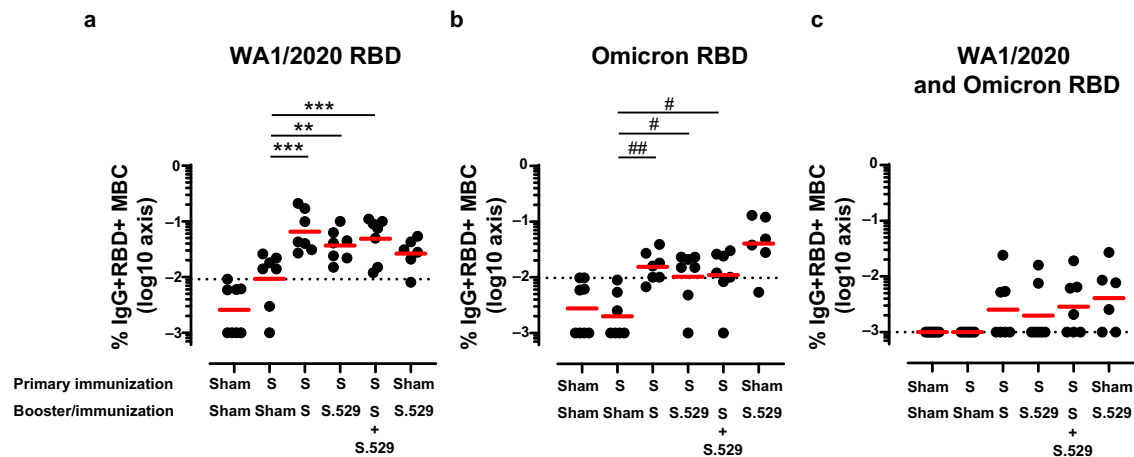 a
WA1/2020 RBD
% IgG+RBD+ MBC
(log10 axis)
0
–1
–2
–3
***
**
***
b
Omicron RBD
% IgG+RBD+ MBC
(log10 axis)
0
–1
–2
–3
#
#
##
c
WA1/2020
and Omicron RBD
% IgG+RBD+ MBC
(log10 axis)
0
–1
–2
–3
Primary immunization Sham S S S S Sham Sham S S S S Sham Sham S S S S Sham
Booster/immunization Sham Sham S S.529 S S.529 Sham Sham S S.529 S S.529 Sham Sham S S.529 S S.529
+ + +
S.529 S.529 S.529